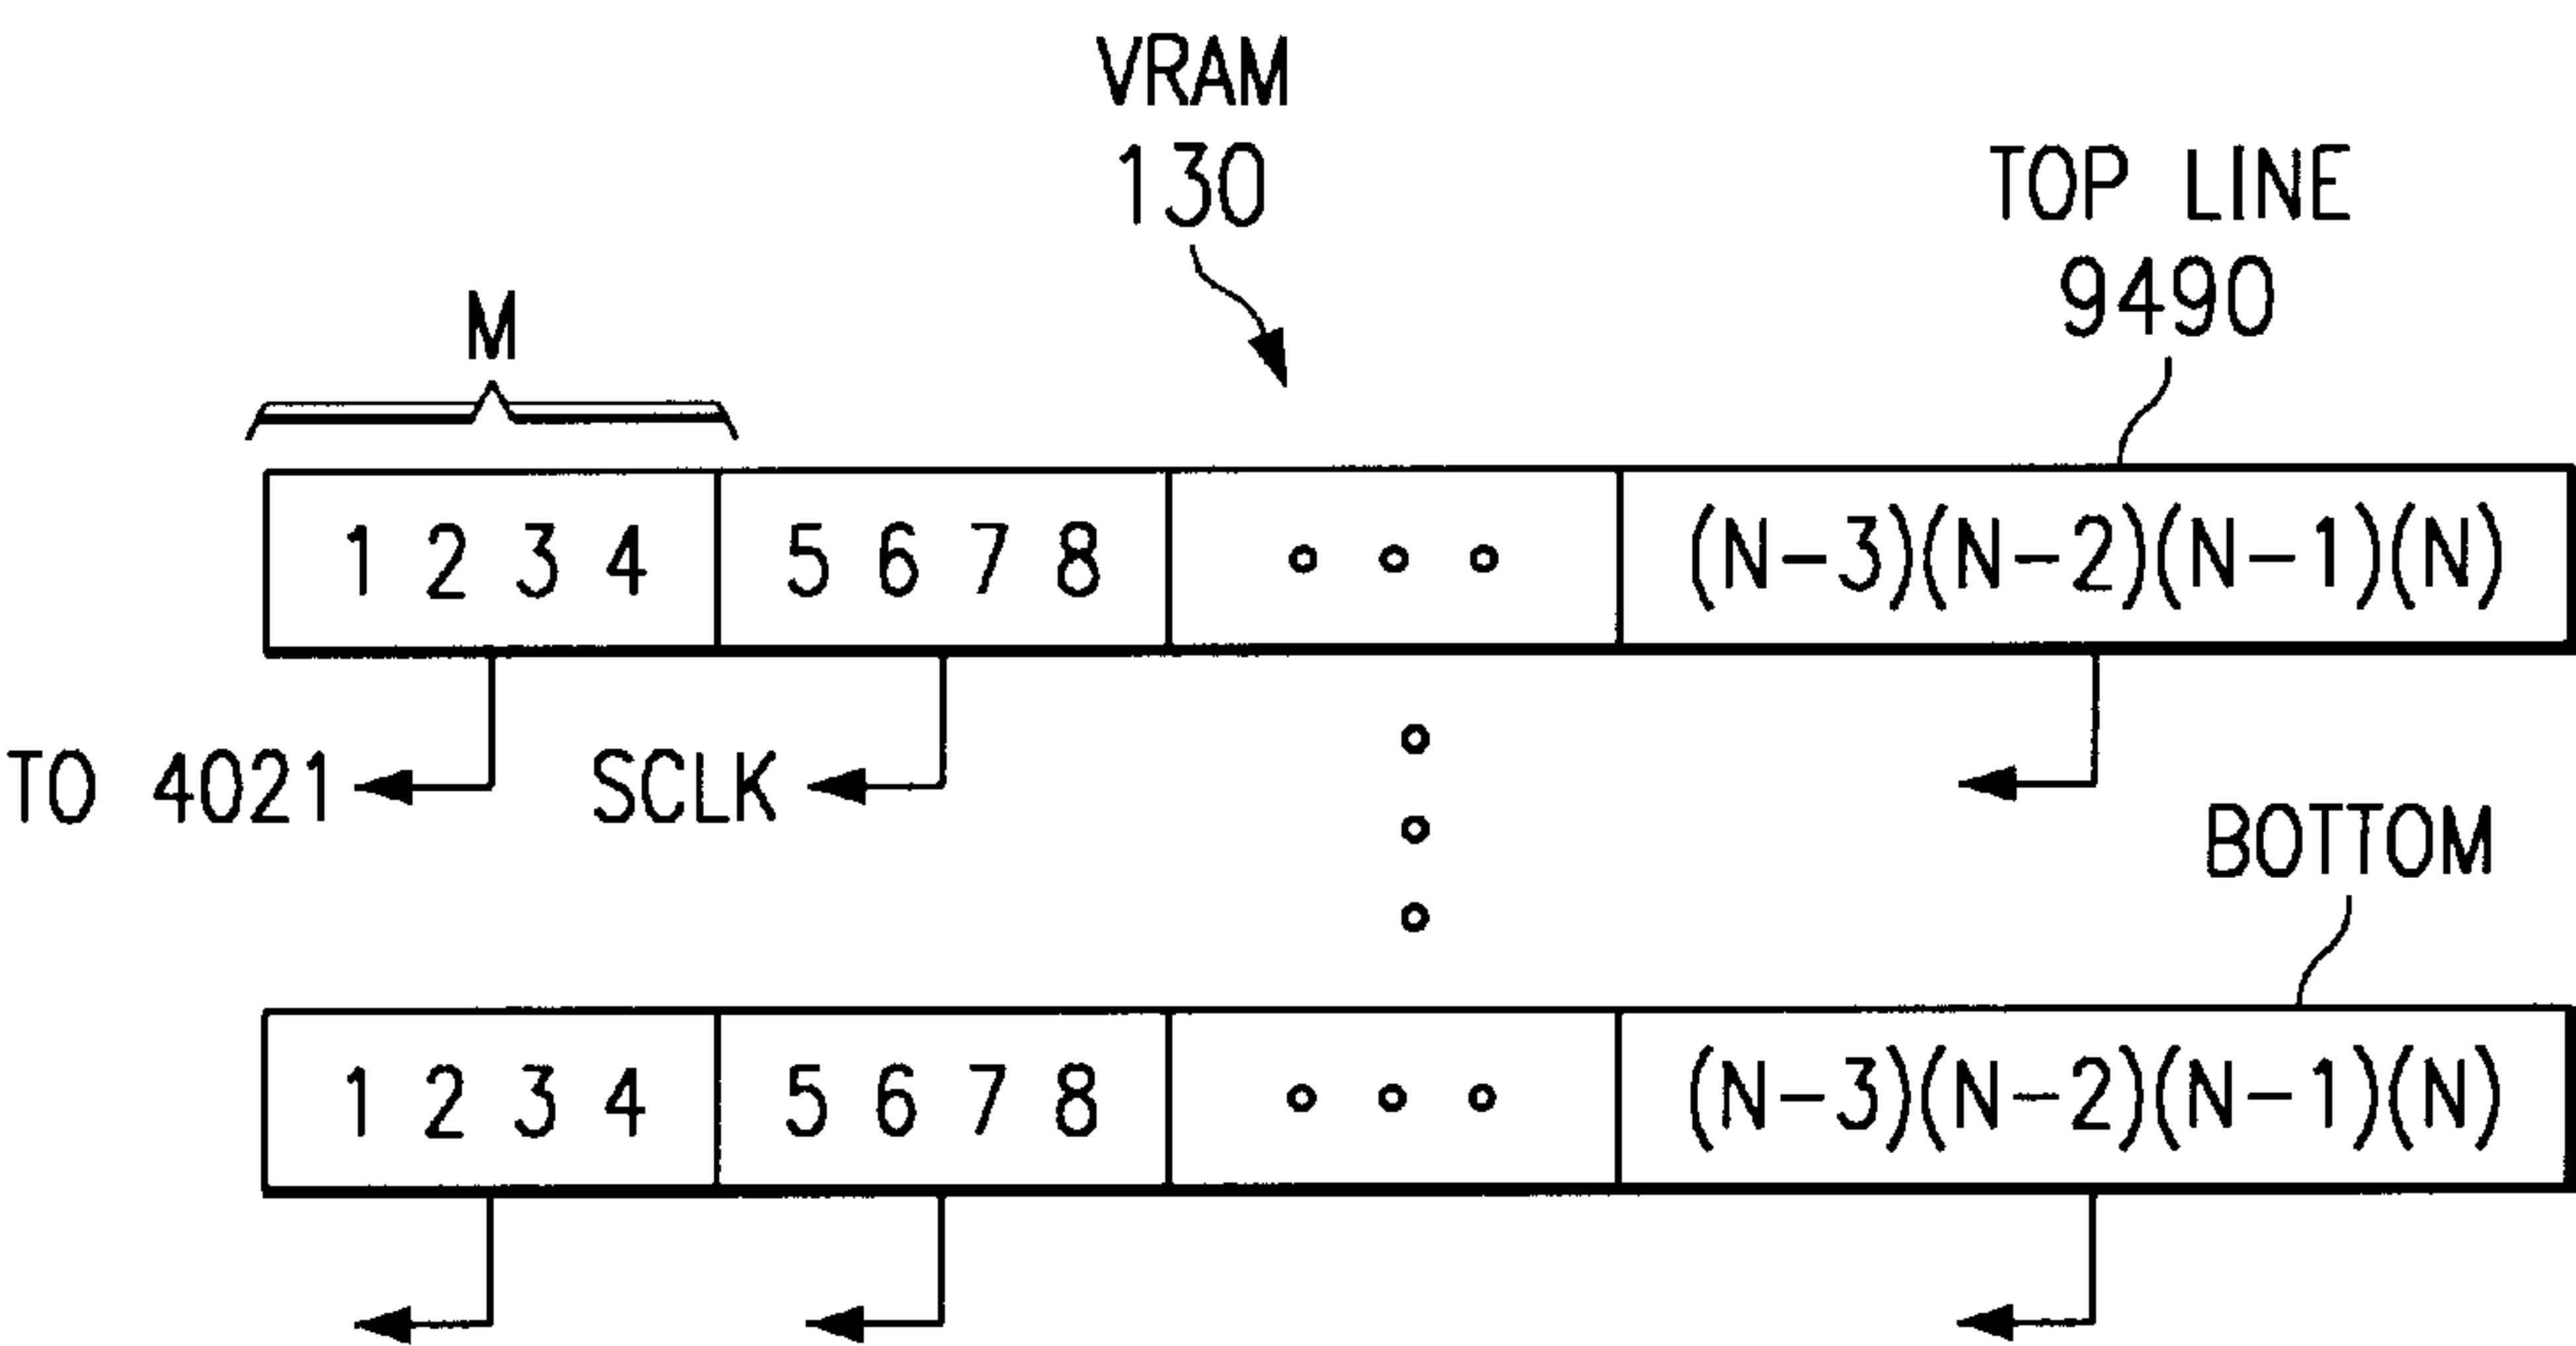 VRAM
130
TOP LINE
9490
M
1 2 3 4 5 6 7 8 (N-3)(N-2)(N-1)(N)
TO 4021 SCLK
BOTTOM
1 2 3 4 5 6 7 8 (N-3)(N-2)(N-1)(N)